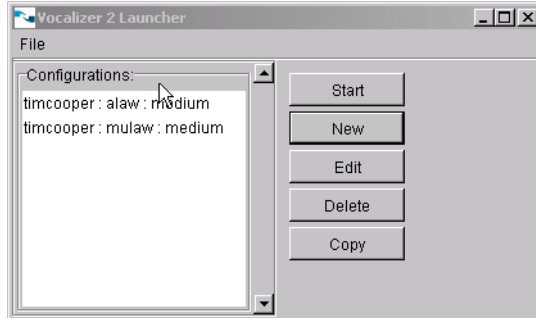 Vocalizer 2 Launcher
File
Configurations:
timcooper : alaw : medium
timcooper : mulaw : medium
Start
New
Edit
Delete
Copy